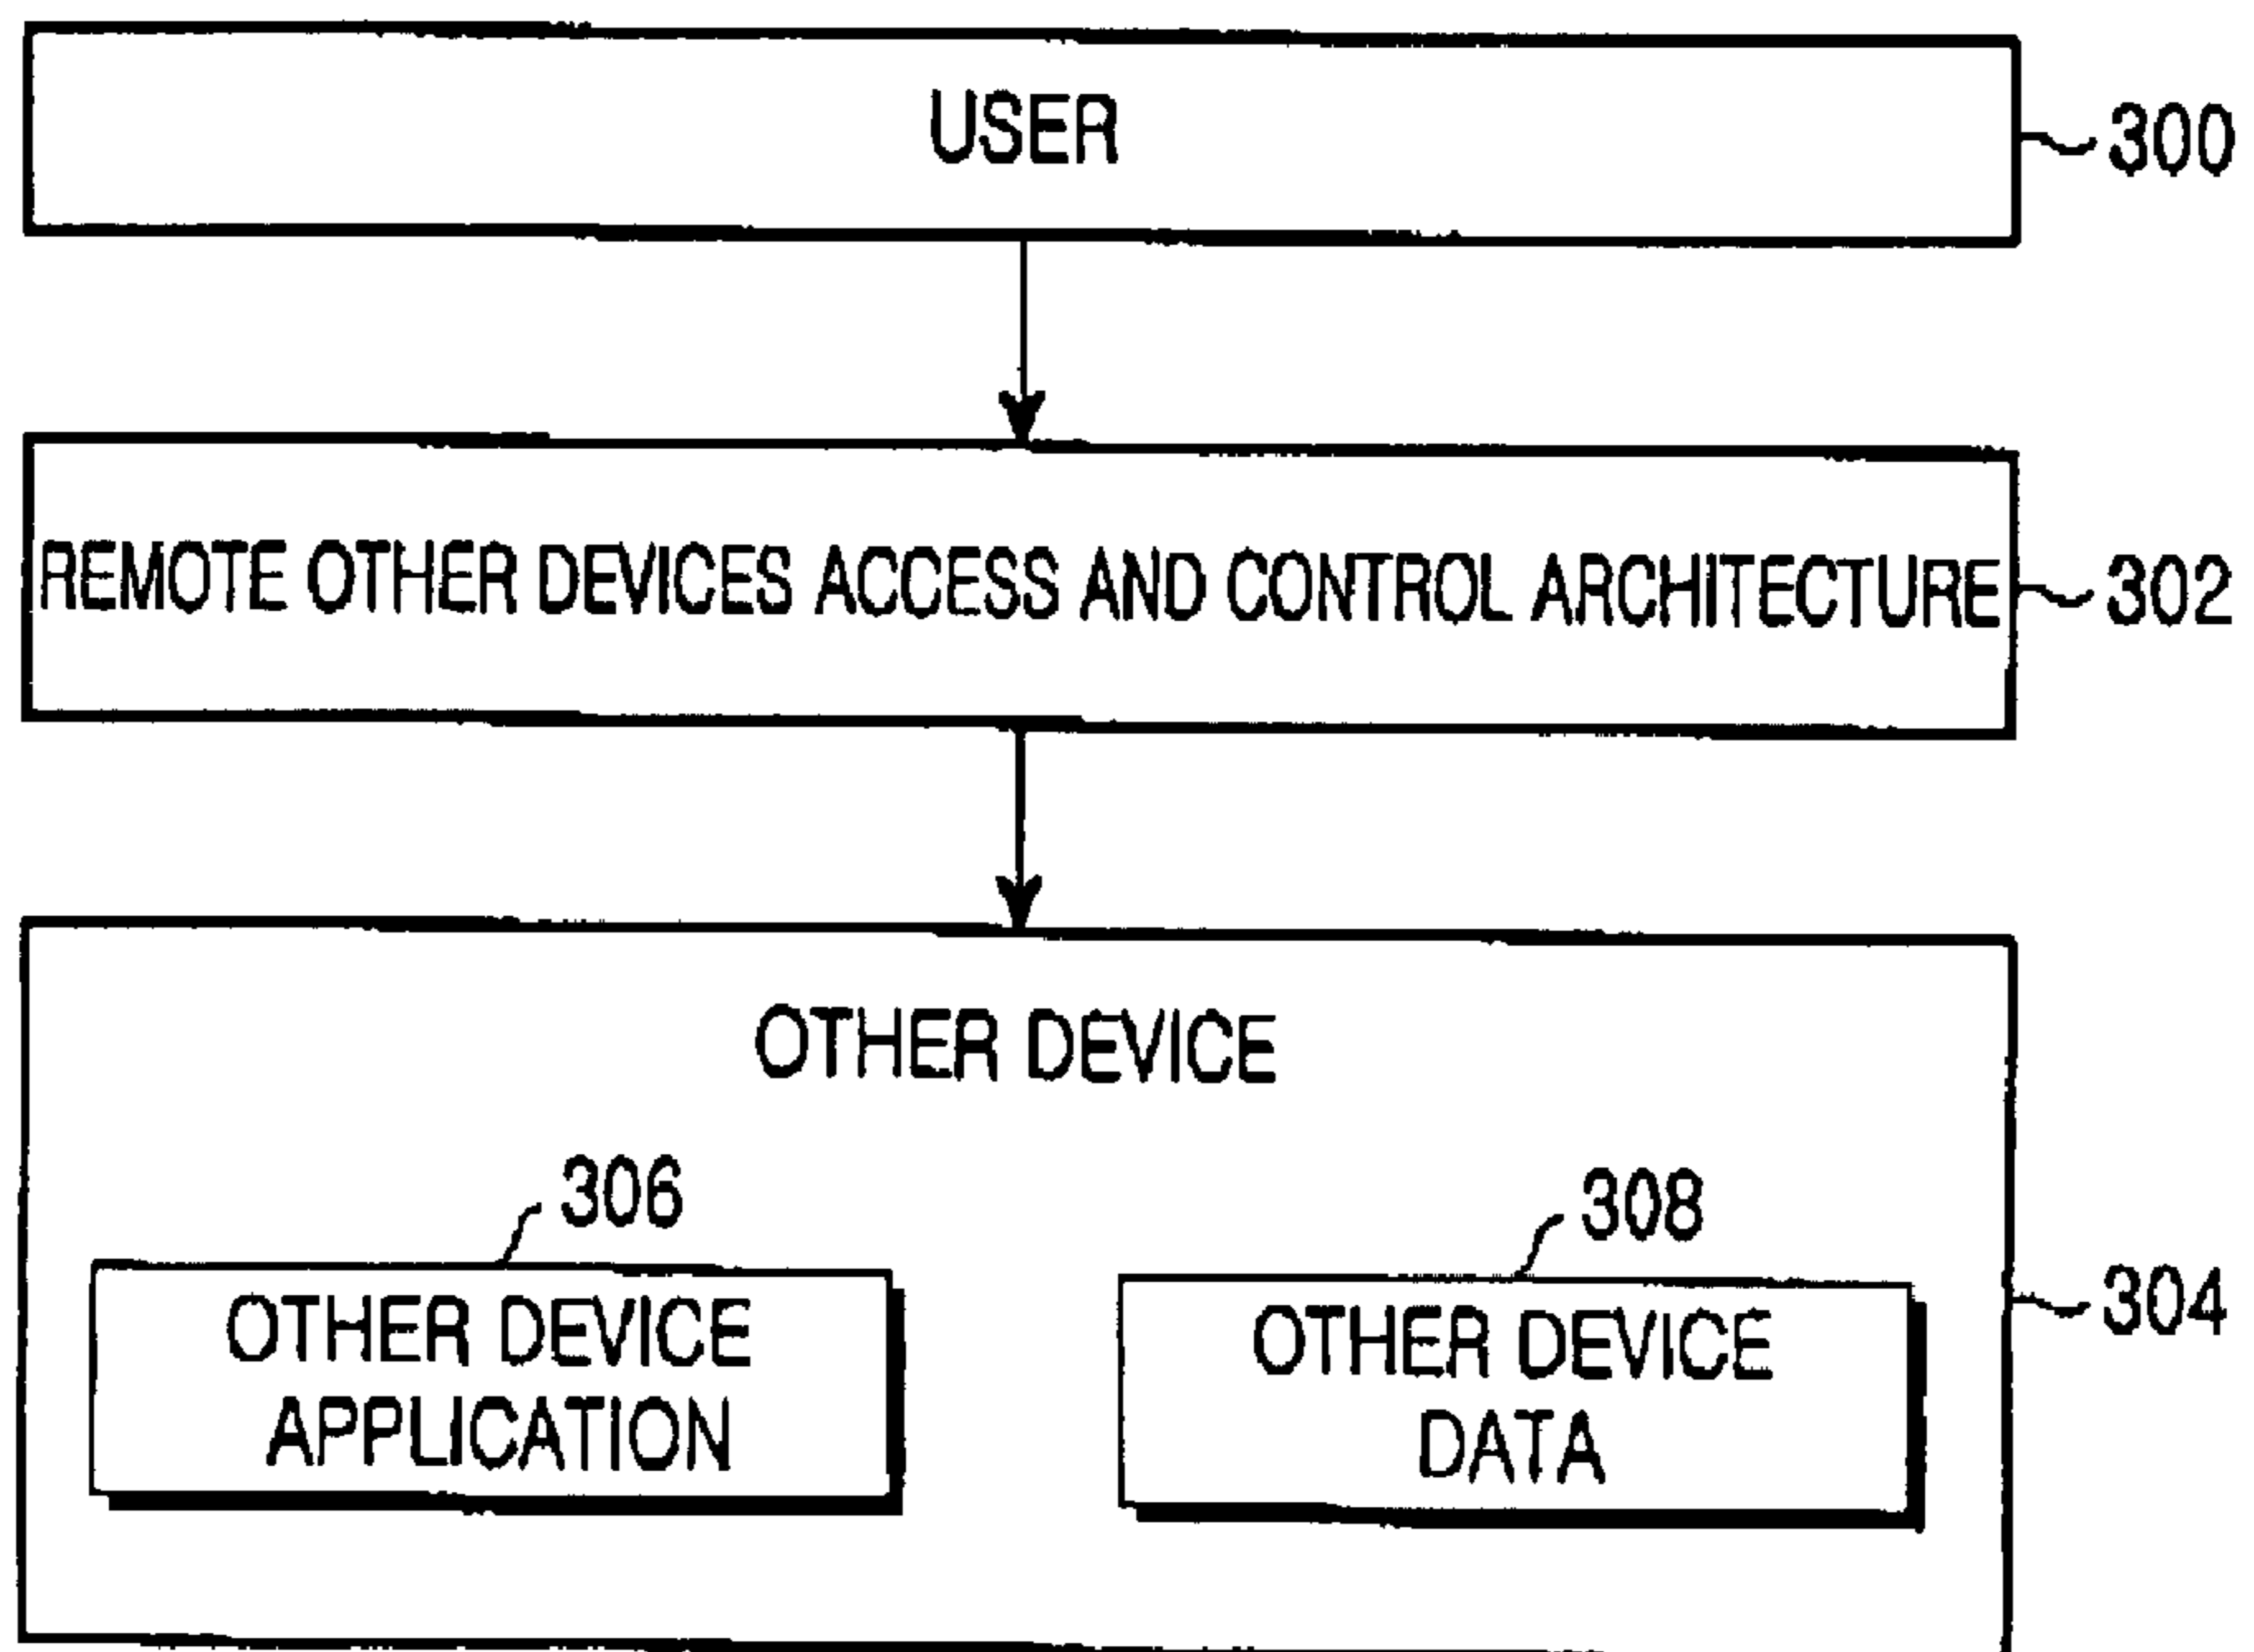 USER
300
REMOTE OTHER DEVICES ACCESS AND CONTROL ARCHITECTURE
302
OTHER DEVICE
306
308
OTHER DEVICE
APPLICATION
OTHER DEVICE
DATA
304